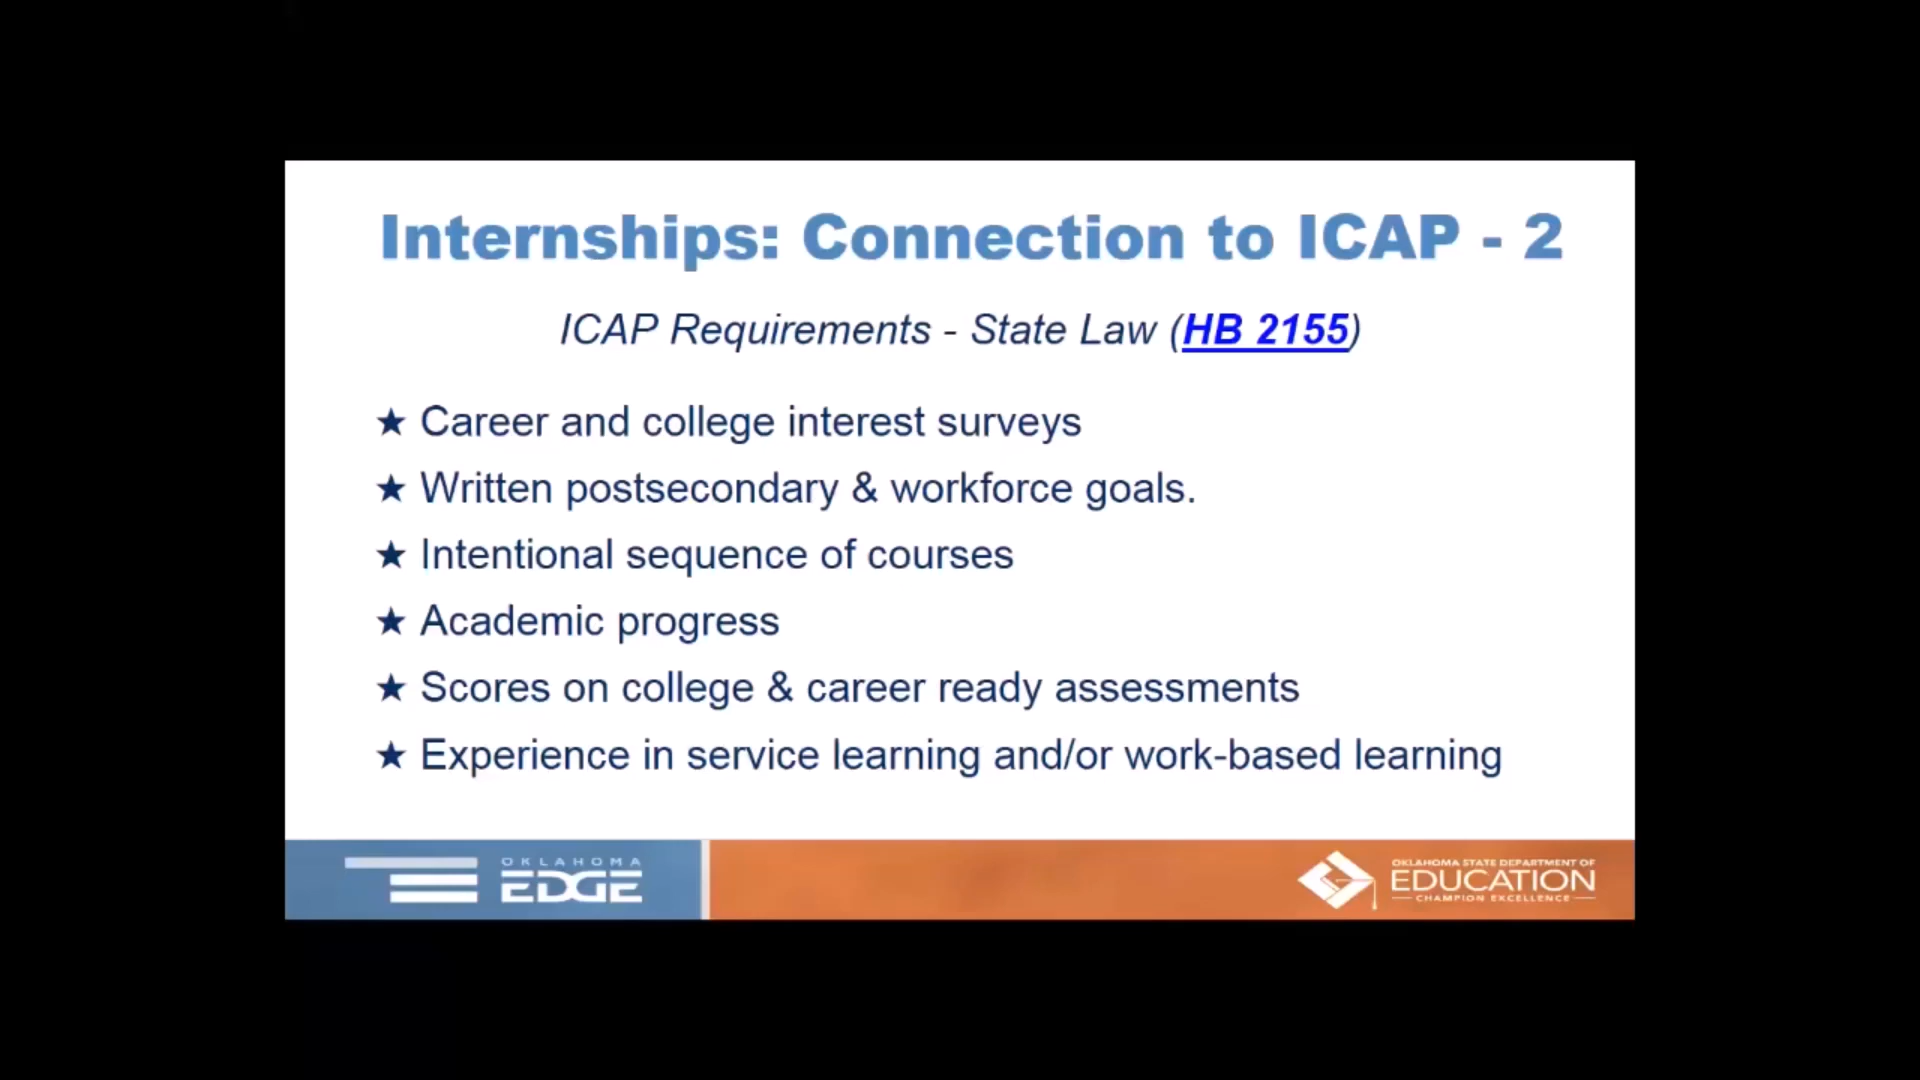 Internships: Connection to ICAP - 2
ICAP Requirements - State Law (HB 2155)
★ Career and college interest surveys
★ Written postsecondary & workforce goals.
★ Intentional sequence of courses
★ Academic progress
★ Scores on college & career ready assessments
★ Experience in service learning and/or work-based learning
OKLAHOMA
EDGE
OKLAHOMA STATE DEPARTMENT OF
EDUCATION
CHAMPION EXCELLENCE